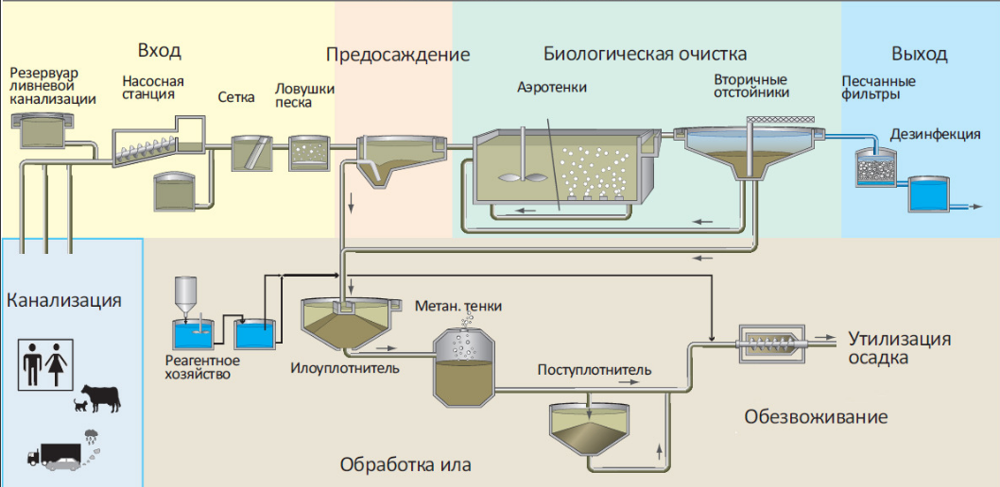 Вход
Предосаждение
Биологическая очистка
Выход
Резервуар
ливневой
канализации
Насосная
станция
Сетка
Ловушки
песка
Аэротенки
Вторичные
отстойники
Песчанные
фильтры
Дезинфекция
Канализация
Реагентное
хозяйство
Илоуплотнитель
Метан. тенки
Поступлотнитель
Утилизация
осадка
Обезвоживание
Обработка ила